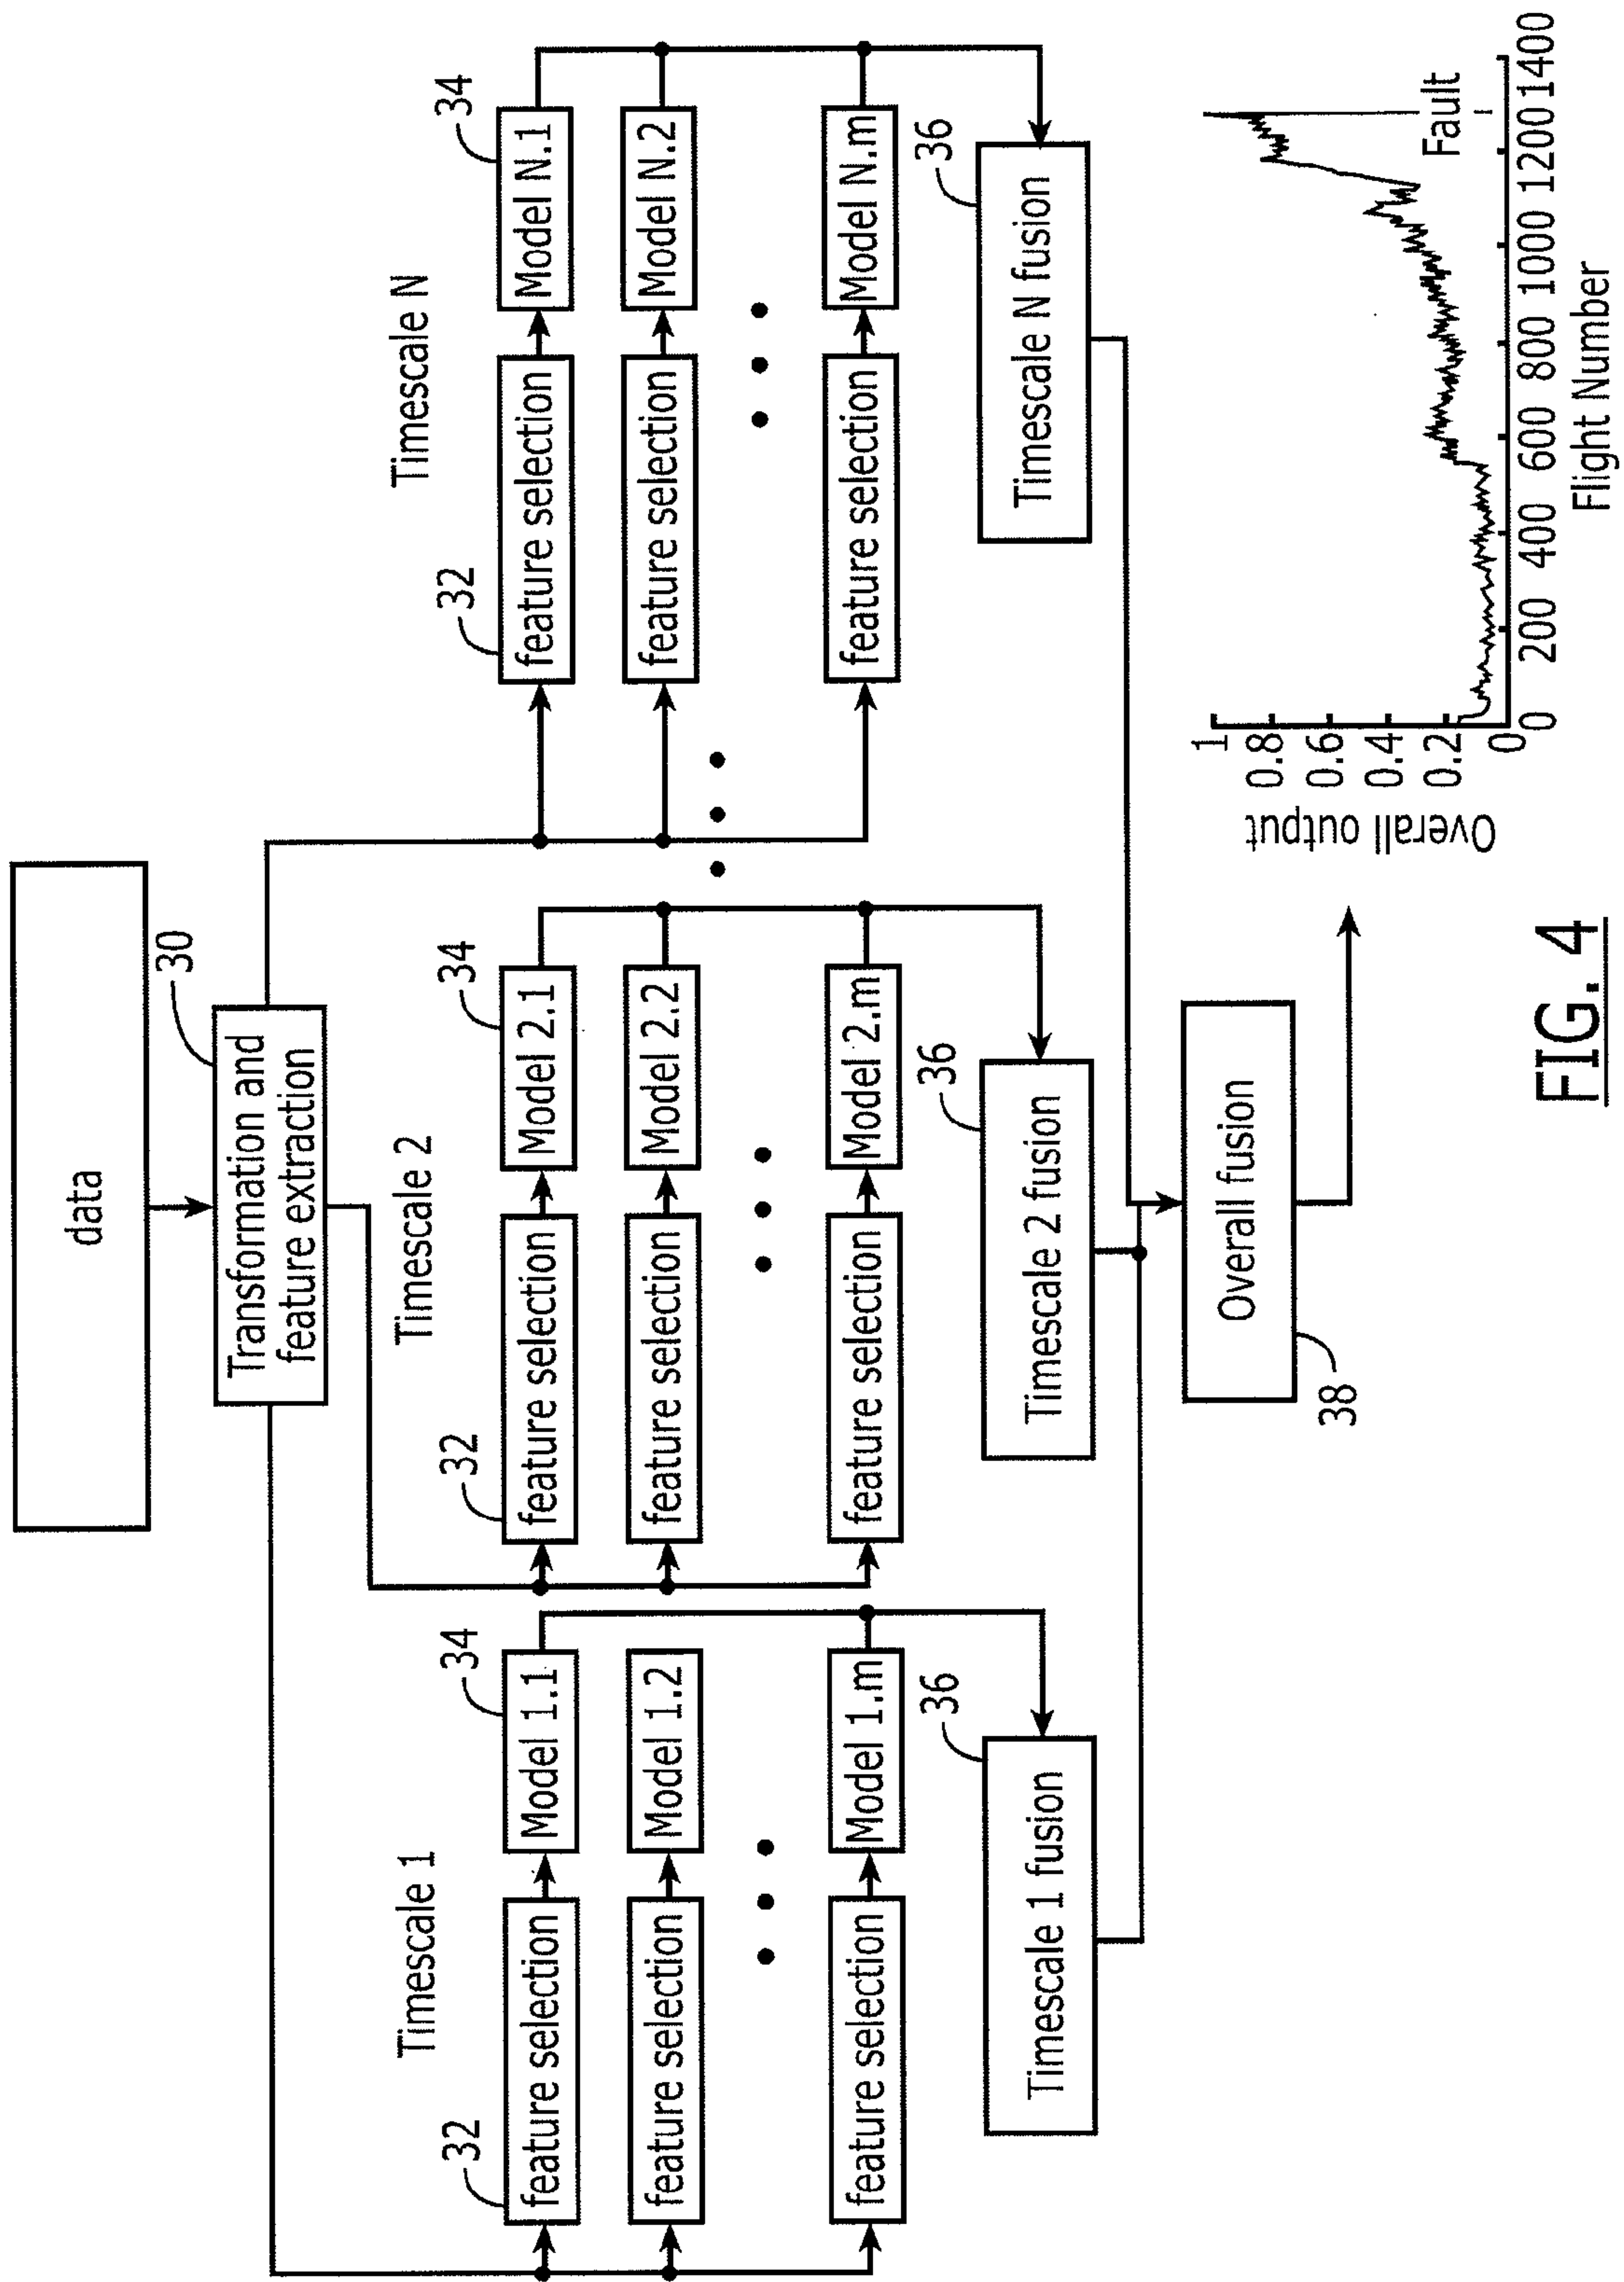 data
30
Transformation and
feature extraction
Timescale 1
32
34
feature selection
Model 1.1
feature selection
Model 1.2
feature selection
Model 1.m
36
Timescale 1 fusion
Timescale 2
32
34
feature selection
Model 2.1
feature selection
Model 2.2
feature selection
Model 2.m
36
Timescale 2 fusion
Timescale N
32
34
feature selection
Model N.1
feature selection
Model N.2
feature selection
Model N.m
36
Timescale N fusion
38
Overall fusion
Overall output
1
0.8
0.6
0.4
0.2
0
0 200 400 600 800 1000 1200 1400
Fault
Flight Number
FIG. 4